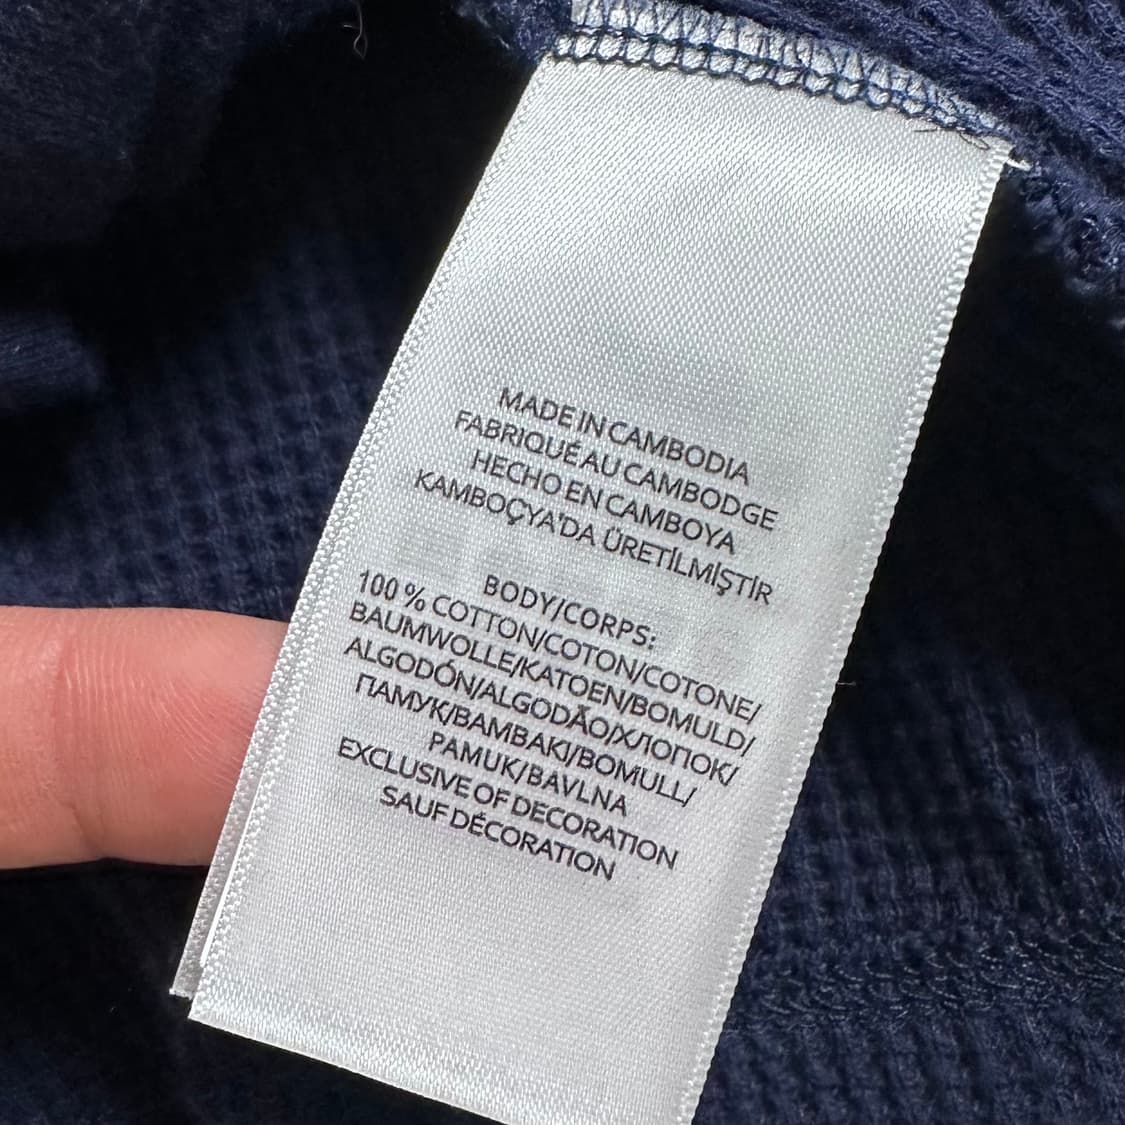 MADE IN CAMBODIA
FABRIQUÉ AU CAMBODGE
HECHO EN CAMBOYA
KAMBOÇYA'DA ÜRETİLMİŞTİR
BODY/CORPS:
100 % COTTON/COTON/COTONE/
BAUMWOLLE/KATOEN/BOMULD/
ALGODÓN/ALGODÃO/ХЛОПОК/
ПАМУК/BAMBAKI/BOMULL/
PAMUK/BAVLNA
EXCLUSIVE OF DECORATION
SAUF DÉCORATION